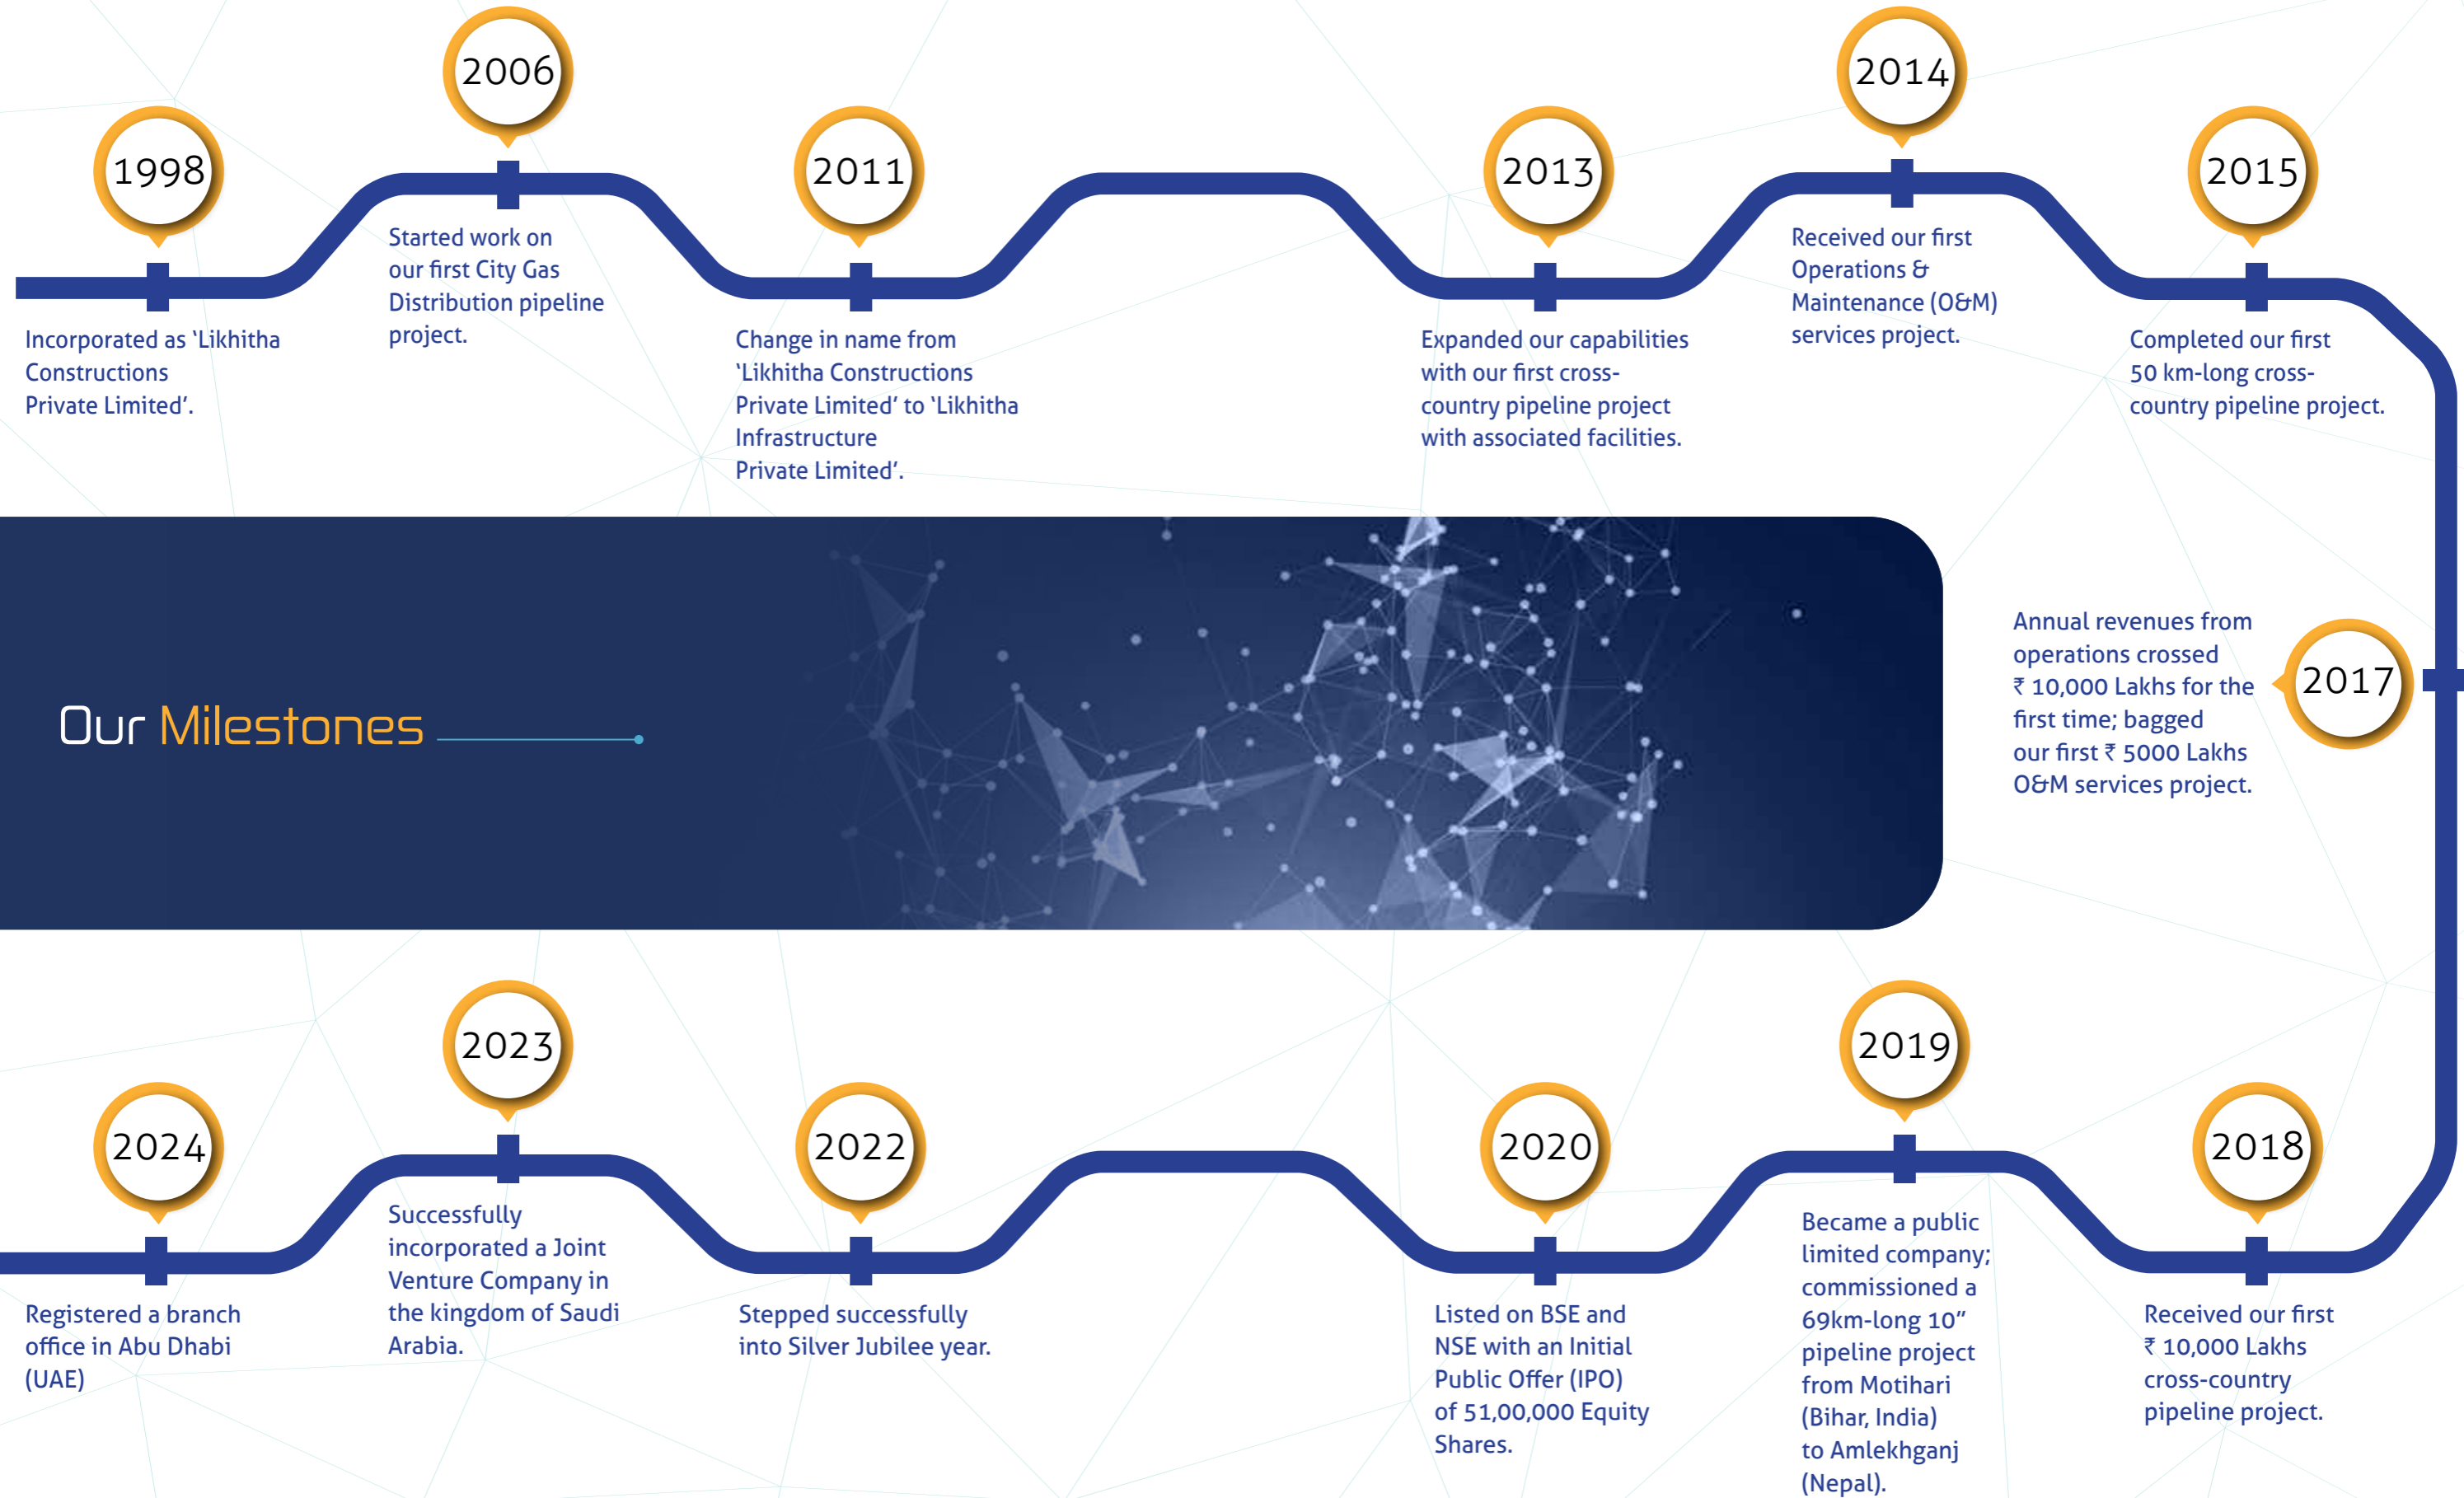 1998
Incorporated as ‘Likhitha
Constructions
Private Limited’.
2006
Started work on
our first City Gas
Distribution pipeline
project.
2011
Change in name from
‘Likhitha Constructions
Private Limited’ to ‘Likhitha
Infrastructure
Private Limited’.
2013
Expanded our capabilities
with our first cross-
country pipeline project
with associated facilities.
2014
Received our first
Operations &
Maintenance (O&M)
services project.
2015
Completed our first
50 km-long cross-
country pipeline project.
Our Milestones
2017
Annual revenues from
operations crossed
₹ 10,000 Lakhs for the
first time; bagged
our first ₹ 5000 Lakhs
O&M services project.
2018
Received our first
₹ 10,000 Lakhs
cross-country
pipeline project.
2019
Became a public
limited company;
commissioned a
69km-long 10”
pipeline project
from Motihari
(Bihar, India)
to Amlekhganj
(Nepal).
2020
Listed on BSE and
NSE with an Initial
Public Offer (IPO)
of 51,00,000 Equity
Shares.
2022
Stepped successfully
into Silver Jubilee year.
2023
Successfully
incorporated a Joint
Venture Company in
the kingdom of Saudi
Arabia.
2024
Registered a branch
office in Abu Dhabi
(UAE)